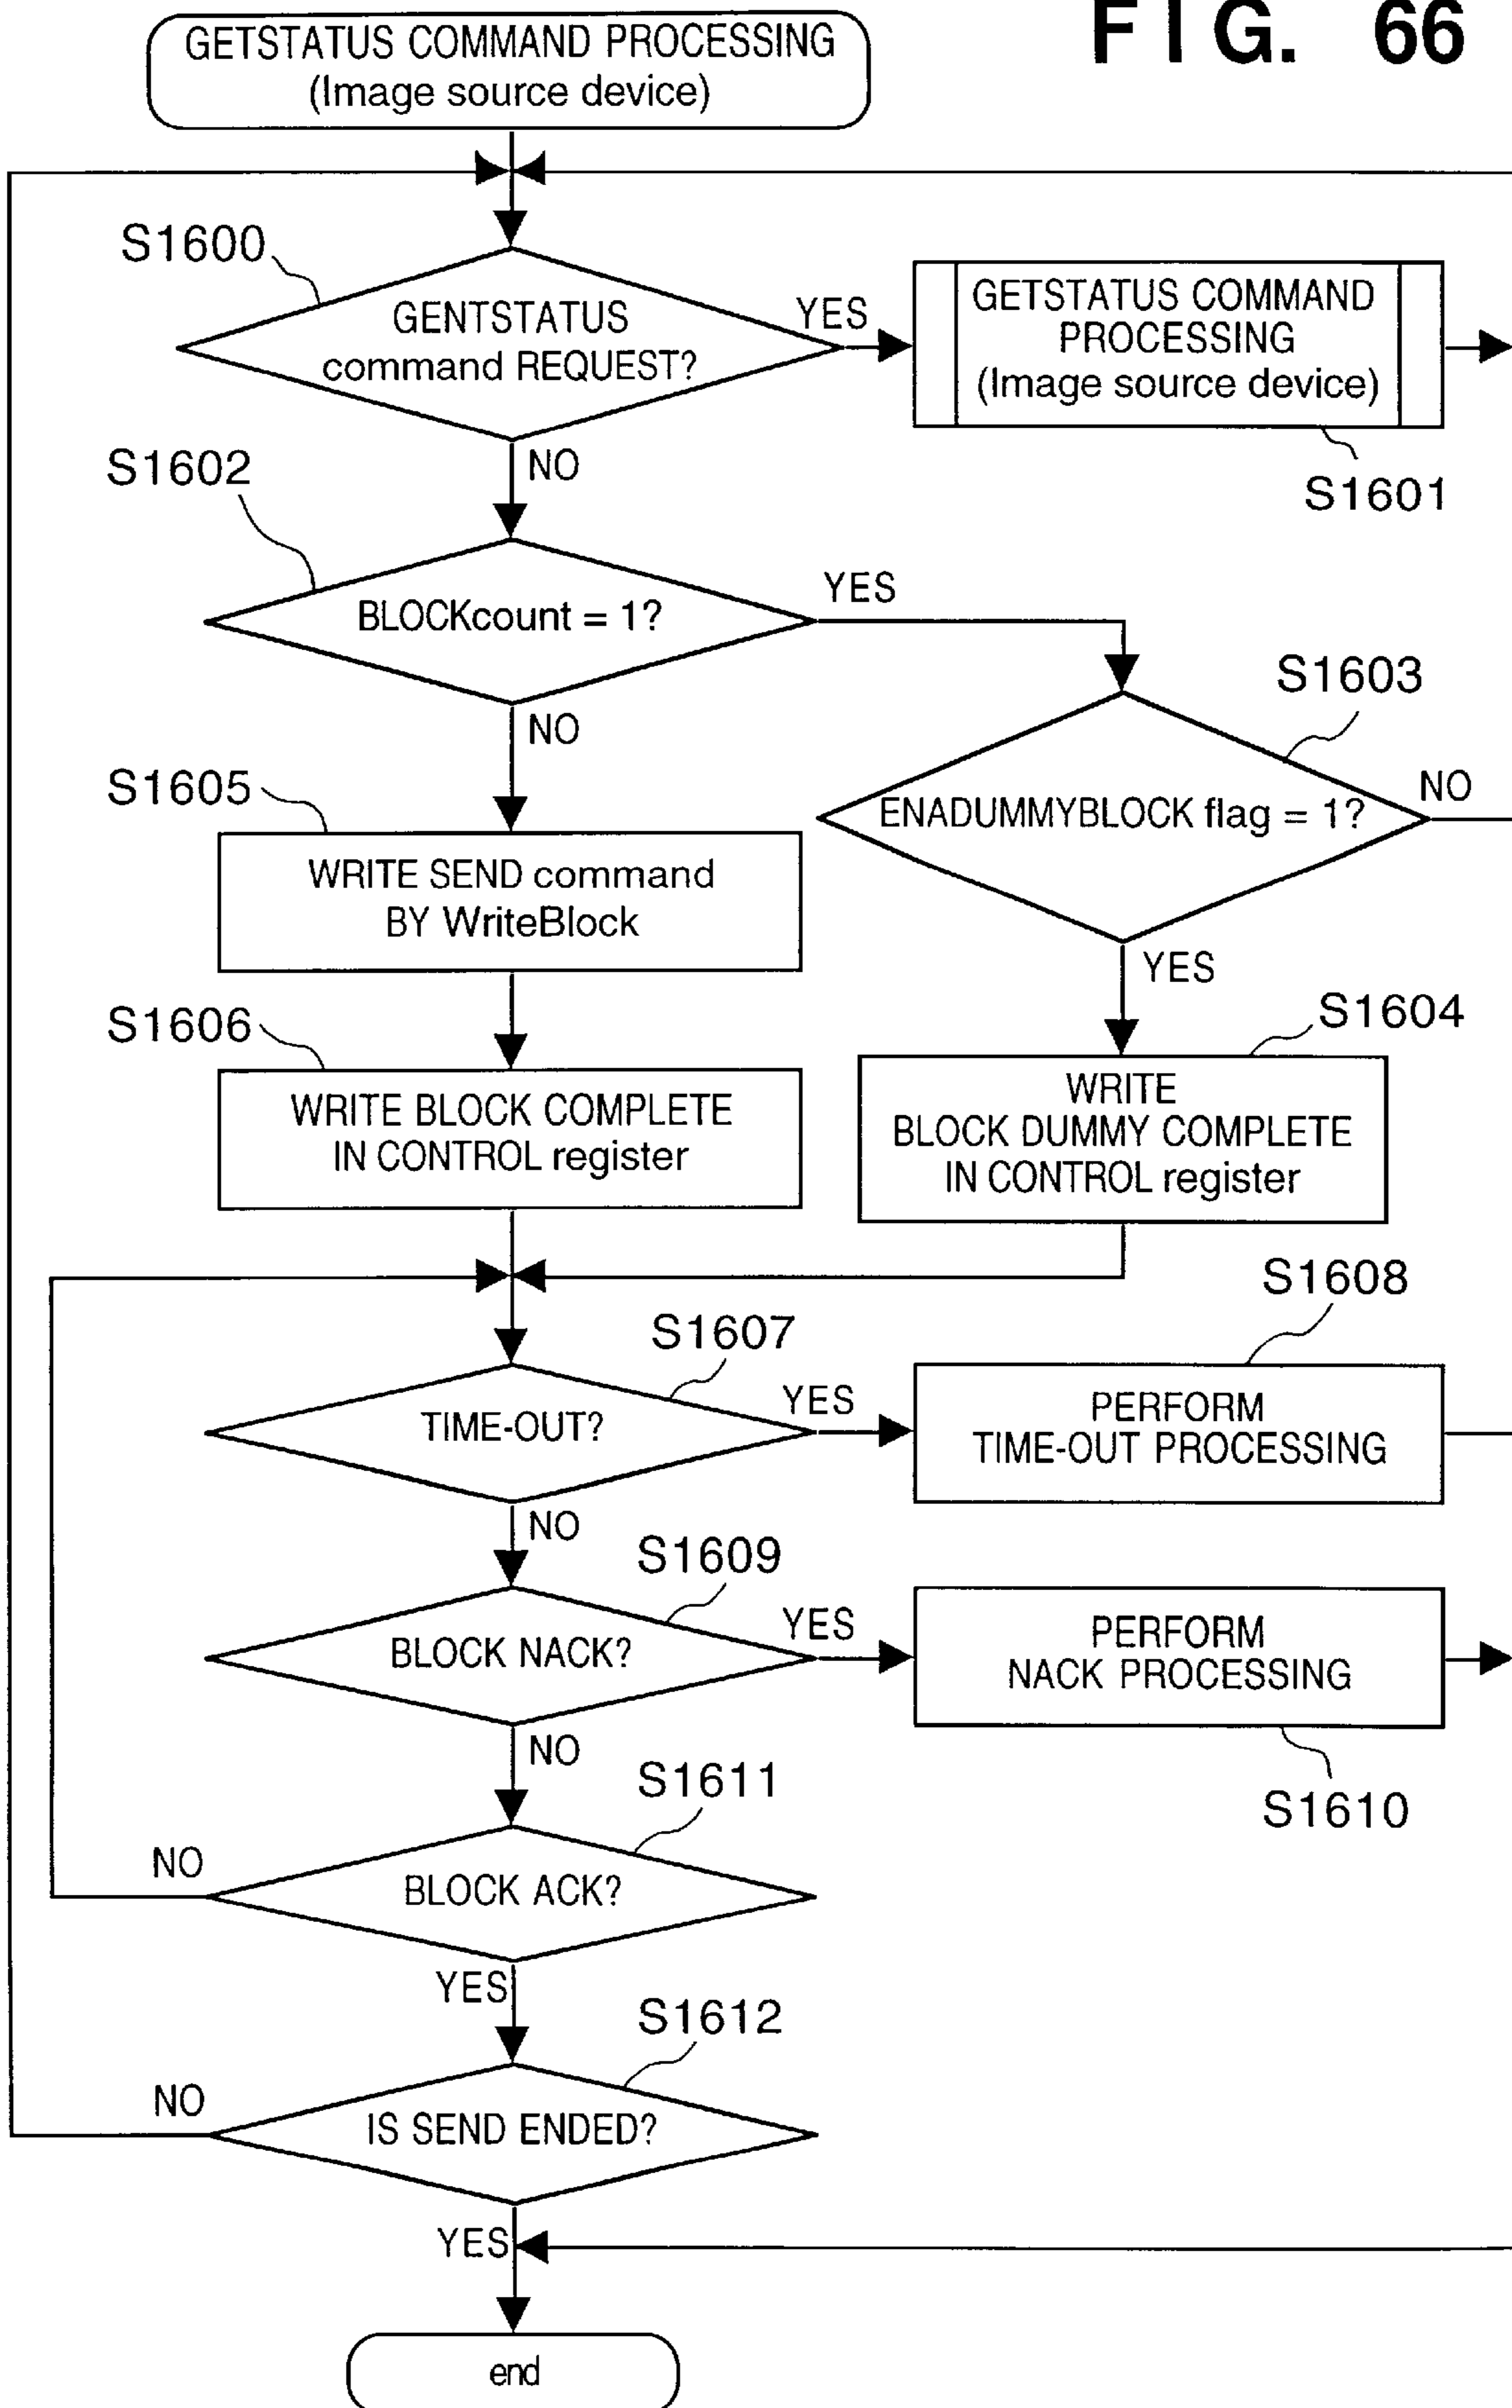 FIG. 66
GETSTATUS COMMAND PROCESSING
(Image source device)
S1600
GENTSTATUS
command REQUEST?
YES
GETSTATUS COMMAND
PROCESSING
(Image source device)
S1601
NO
S1602
BLOCKcount = 1?
YES
NO
S1603
ENADUMMYBLOCK flag = 1?
NO
YES
S1605
WRITE SEND command
BY WriteBlock
S1604
WRITE
BLOCK DUMMY COMPLETE
IN CONTROL register
S1606
WRITE BLOCK COMPLETE
IN CONTROL register
S1607
TIME-OUT?
YES
S1608
PERFORM
TIME-OUT PROCESSING
NO
S1609
BLOCK NACK?
YES
PERFORM
NACK PROCESSING
S1610
NO
S1611
BLOCK ACK?
NO
YES
S1612
IS SEND ENDED?
NO
YES
end